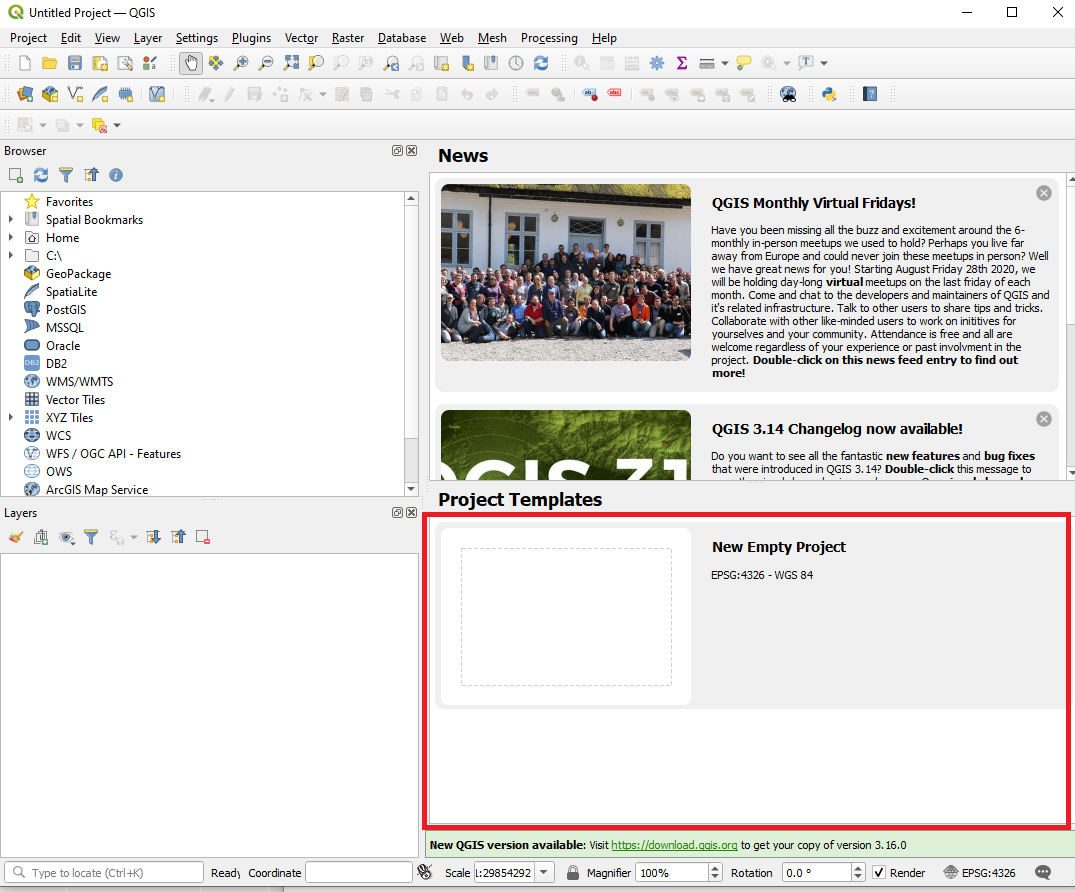 Untitled Project — QGIS
Project Edit View Layer Settings Plugins Vector Raster Database Web Mesh Processing Help
Browser
Favorites
Spatial Bookmarks
Home
C:\
GeoPackage
SpatiaLite
PostGIS
MSSQL
Oracle
DB2
WMS/WMTS
Vector Tiles
XYZ Tiles
WCS
WFS / OGC API - Features
OWS
ArcGIS Map Service
Layers
News
QGIS Monthly Virtual Fridays!
Have you been missing all the buzz and excitement around the 6-
monthly in-person meetups we used to hold? Perhaps you live far
away from Europe and could never join these meetups in person? Well
we have great news for you! Starting August Friday 28th 2020, we
will be holding day-long virtual meetups on the last friday of each
month. Come and chat to the developers and maintainers of QGIS and
it's related infrastructure. Talk to other users to share tips and tricks.
Collaborate with other like-minded users to work on inititives for
yourselves and your community. Attendance is free and all are
welcome regardless of your experience or past involvment in the
project. Double-click on this news feed entry to find out
more!
QGIS 3.14 Changelog now available!
Do you want to see all the fantastic new features and bug fixes
that were introduced in QGIS 3.14? Double-click this message to
Project Templates
New Empty Project
EPSG:4326 - WGS 84
New QGIS version available: Visit https://download.qgis.org to get your copy of version 3.16.0
Type to locate (Ctrl+K) Ready Coordinate Scale 1:29854292 Magnifier 100% Rotation 0.0 ° Render EPSG:4326